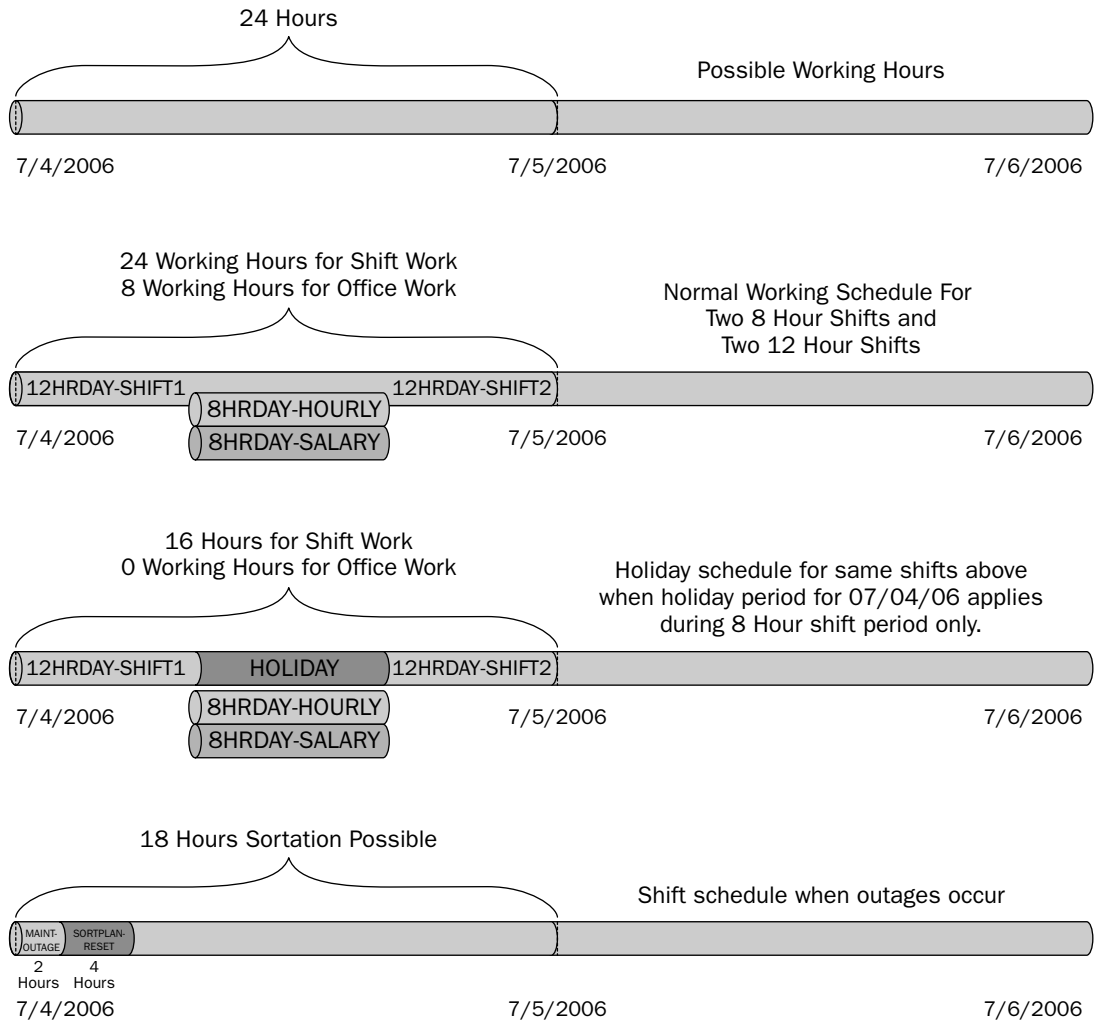 24 Hours
Possible Working Hours
7/4/2006
7/5/2006
7/6/2006
24 Working Hours for Shift Work
8 Working Hours for Office Work
Normal Working Schedule For
Two 8 Hour Shifts and
Two 12 Hour Shifts
12HRDAY-SHIFT1
12HRDAY-SHIFT2
8HRDAY-HOURLY
8HRDAY-SALARY
7/4/2006
7/5/2006
7/6/2006
16 Hours for Shift Work
0 Working Hours for Office Work
Holiday schedule for same shifts above
when holiday period for 07/04/06 applies
during 8 Hour shift period only.
12HRDAY-SHIFT1
HOLIDAY
12HRDAY-SHIFT2
8HRDAY-HOURLY
8HRDAY-SALARY
7/4/2006
7/5/2006
7/6/2006
18 Hours Sortation Possible
Shift schedule when outages occur
MAINT-
OUTAGE
SORTPLAN-
RESET
2
Hours
4
Hours
7/4/2006
7/5/2006
7/6/2006